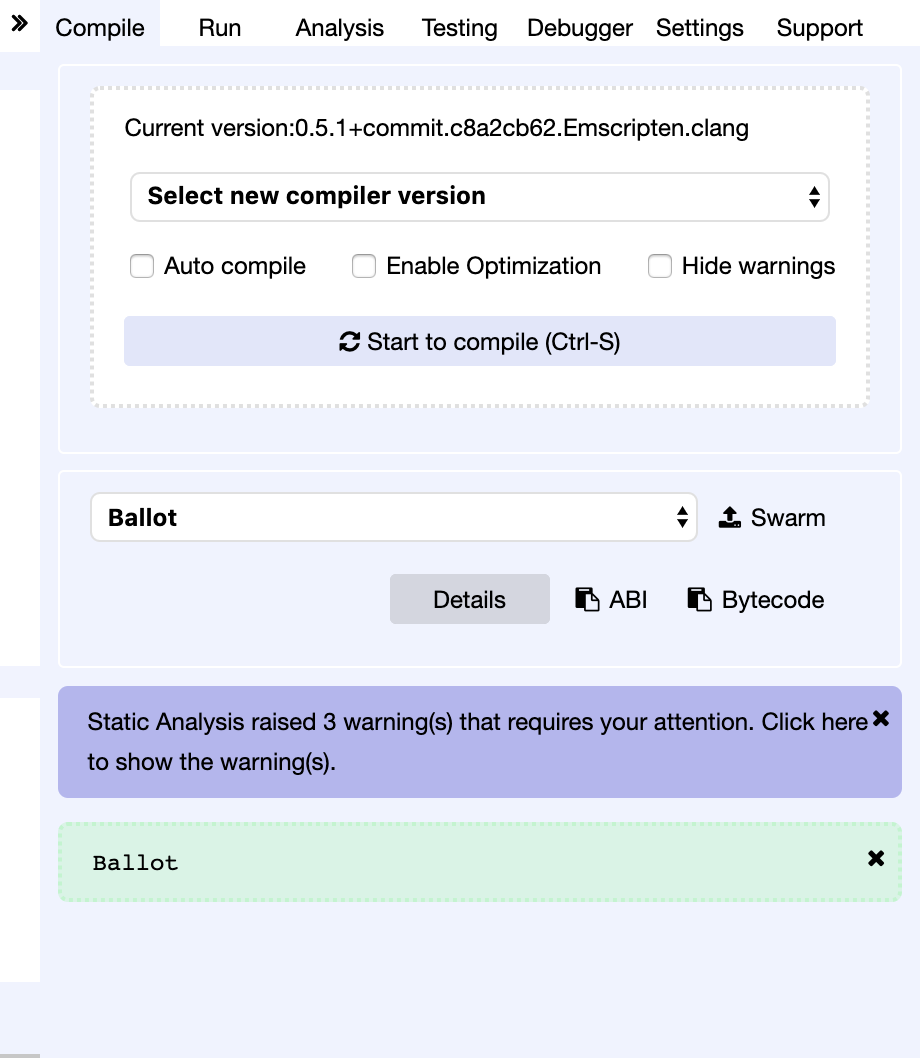 Compile Run Analysis Testing Debugger Settings Support
Current version:0.5.1+commit.c8a2cb62.Emscripten.clang
Select new compiler version
Auto compile Enable Optimization Hide warnings
Start to compile (Ctrl-S)
Ballot Swarm
Details ABI Bytecode
Static Analysis raised 3 warning(s) that requires your attention. Click here
to show the warning(s).
Ballot